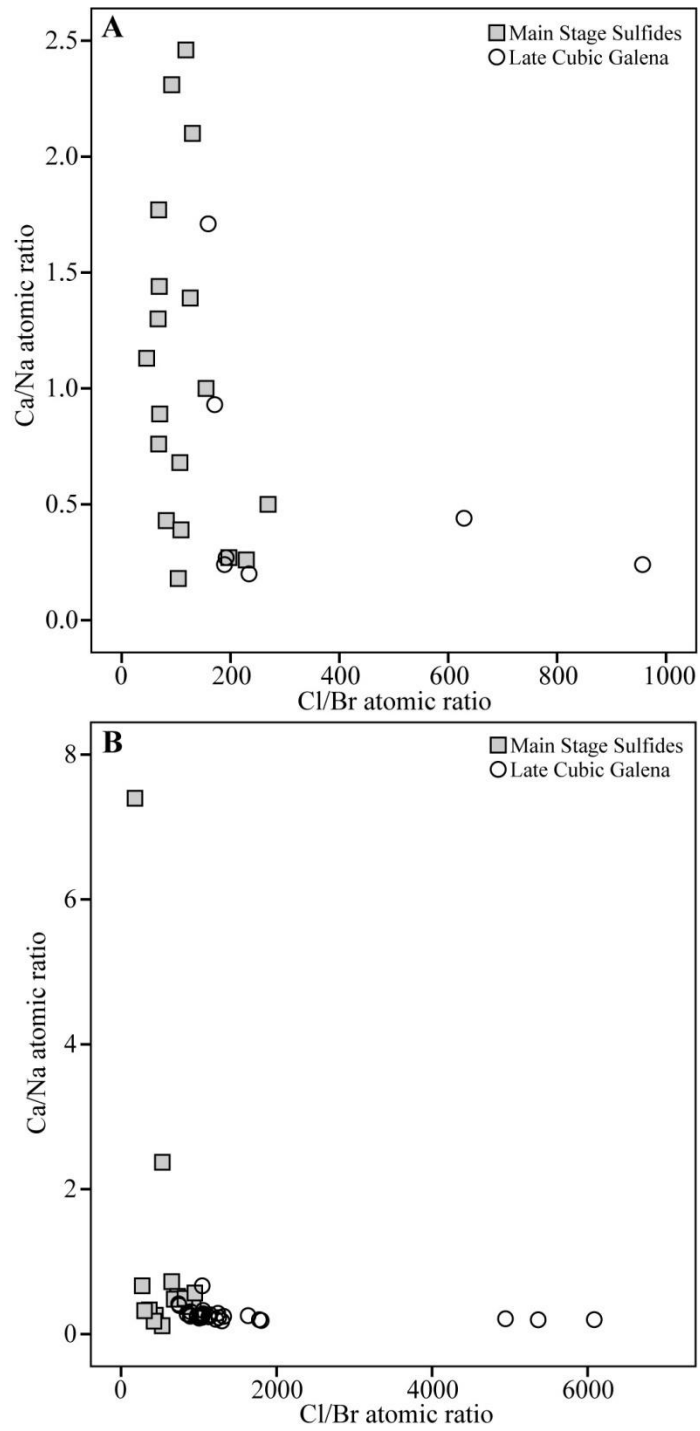 A
Main Stage Sulfides
Late Cubic Galena
2.5
2.0
1.5
1.0
0.5
0.0
Ca/Na atomic ratio
0 200 400 600 800 1000
Cl/Br atomic ratio
B
Main Stage Sulfides
Late Cubic Galena
8
6
4
2
0
Ca/Na atomic ratio
0 2000 4000 6000
Cl/Br atomic ratio